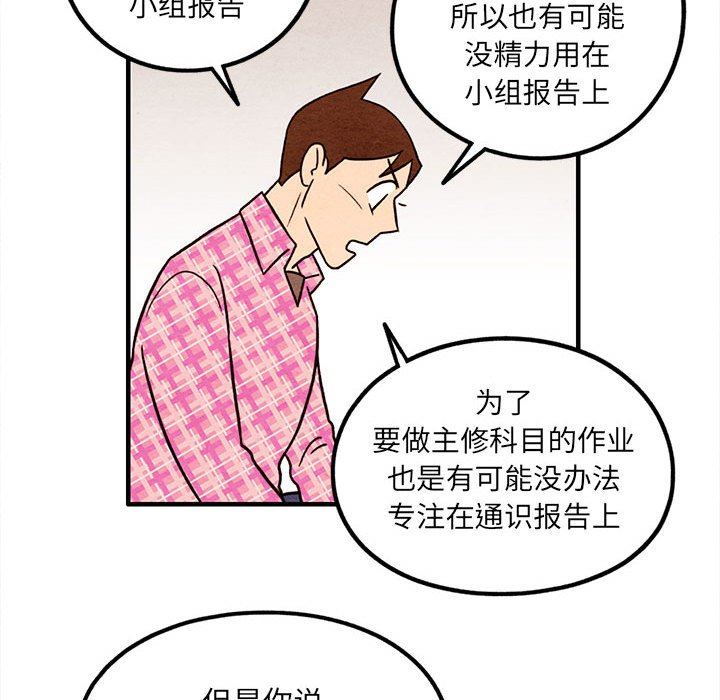 小组报告
所以也有可能
没精力用在
小组报告上
为了
要做主修科目的作业
也是有可能没办法
专注在通识报告上
但是你说